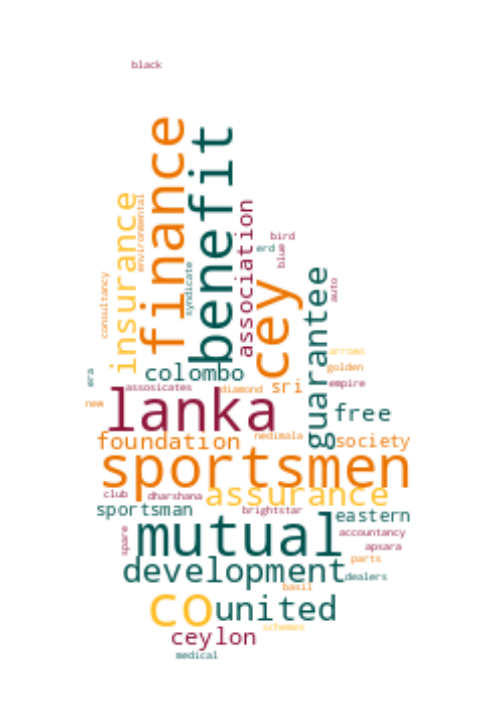 black
finance
benefit
insurance
environmental
association
bird
erd
blue
syndicate
consultancy
cey
guarantee
auto
arrows
golden
colombo
era
assosicates
diamond
sri
empire
lanka
new
free
foundation
nedimala
society
sportsmen
club
dharshana
assurance
sportsman
brightstar
eastern
mutual
spare
accountancy
apsara
parts
development
dealers
basil
co
united
schemes
ceylon
medical